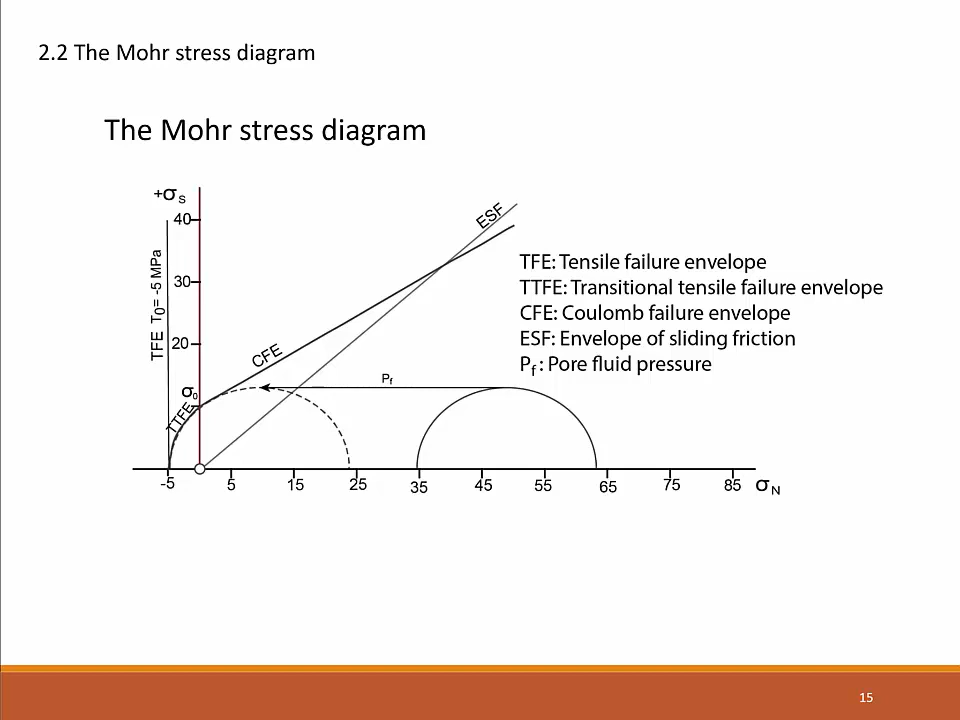 2.2 The Mohr stress diagram
The Mohr stress diagram
+σS
40
30
20
σ0
TFE T0= -5 MPa
TTFE
CFE
ESF
Pf
TFE: Tensile failure envelope
TTFE: Transitional tensile failure envelope
CFE: Coulomb failure envelope
ESF: Envelope of sliding friction
Pf : Pore fluid pressure
-5 5 15 25 35 45 55 65 75 85 σN
15